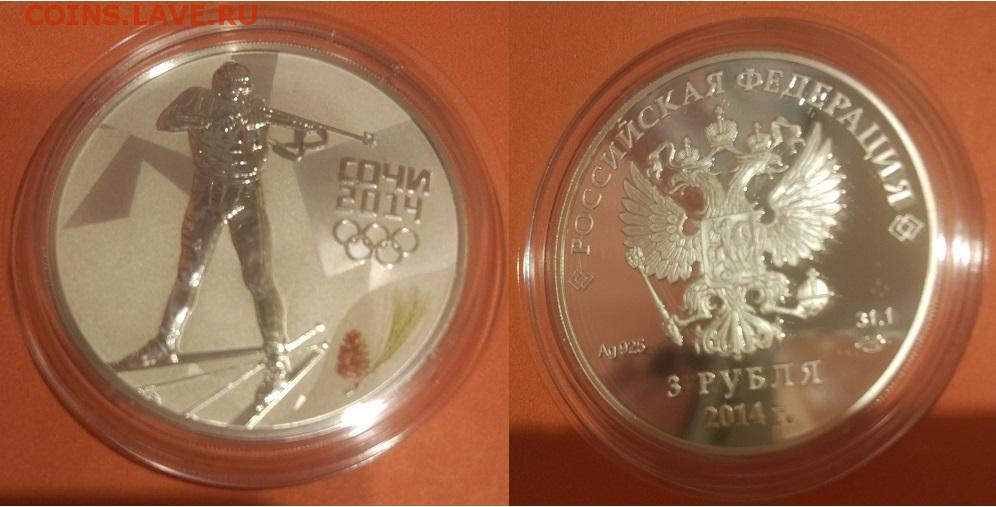 COINS.LAVE.RU
СОЧИ
2014
РОССИЙСКАЯ ФЕДЕРАЦИЯ
Ag 925
31.1
3 РУБЛЯ
2014 г.